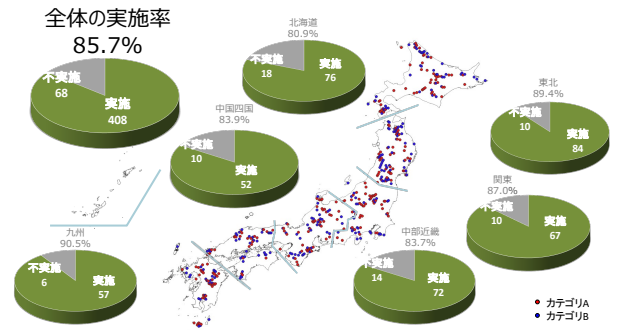 全体の実施率
85.7%
不実施
68
実施
408
北海道
80.9%
不実施
18
実施
76
中国四国
83.9%
不実施
10
実施
52
東北
89.4%
不実施
10
実施
84
関東
87.0%
不実施
10
実施
67
九州
90.5%
不実施
6
実施
57
中部近畿
83.7%
不実施
14
実施
72
カテゴリA
カテゴリB